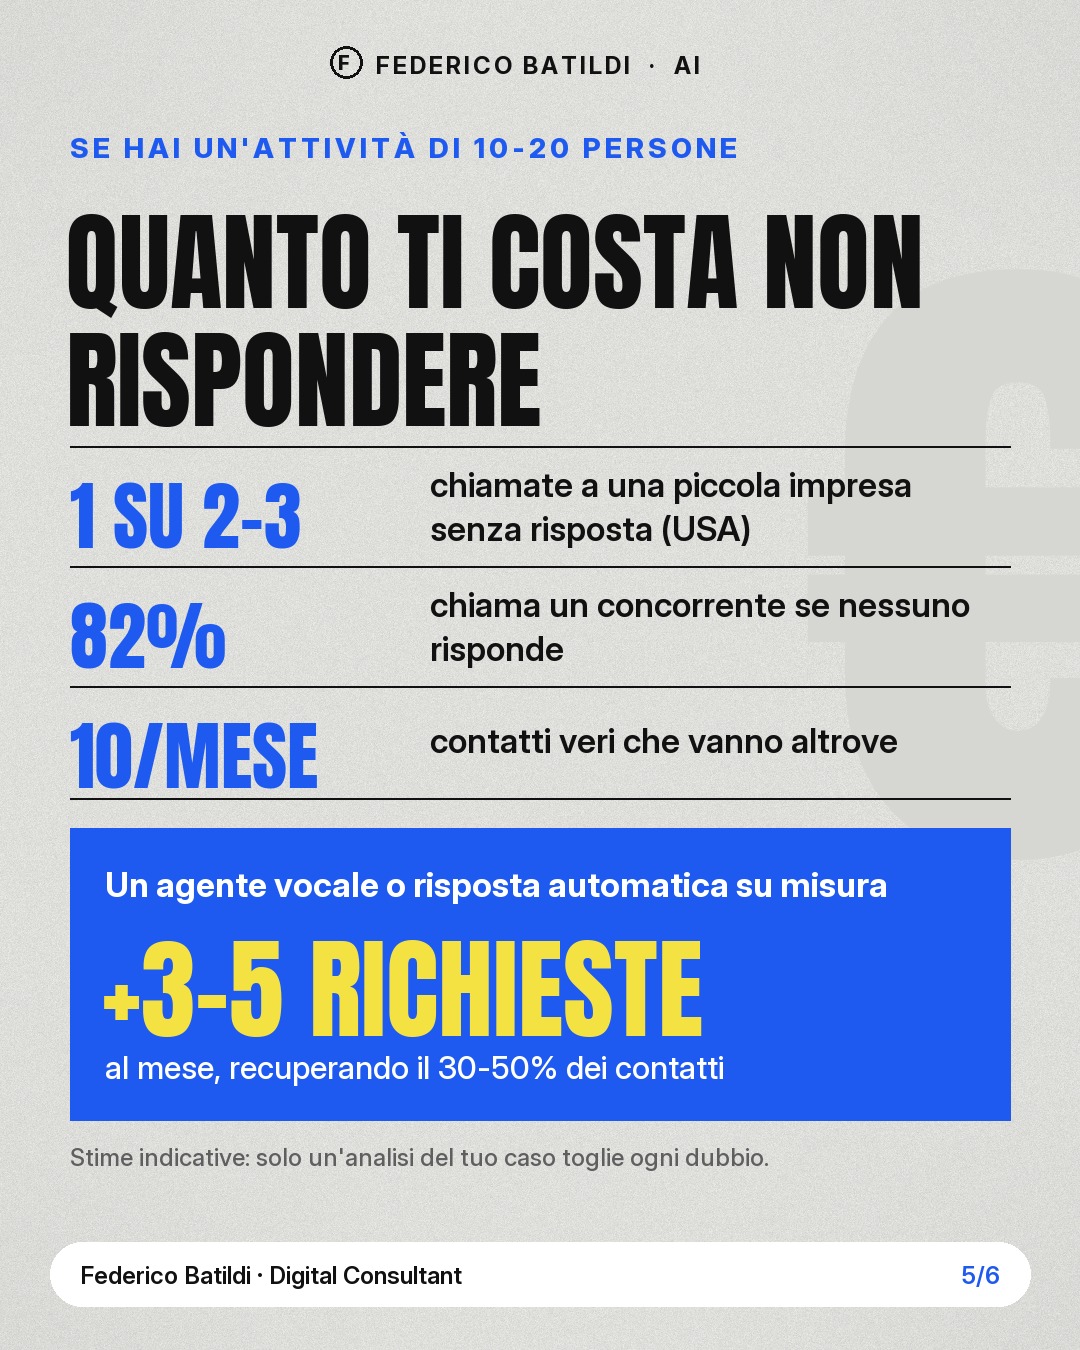 F FEDERICO BATILDI · AI
SE HAI UN'ATTIVITÀ DI 10-20 PERSONE
QUANTO TI COSTA NON
RISPONDERE
1 SU 2-3
chiamate a una piccola impresa
senza risposta (USA)
82%
chiama un concorrente se nessuno
risponde
10/MESE
contatti veri che vanno altrove
Un agente vocale o risposta automatica su misura
+3-5 RICHIESTE
al mese, recuperando il 30-50% dei contatti
Stime indicative: solo un'analisi del tuo caso toglie ogni dubbio.
Federico Batildi · Digital Consultant
5/6